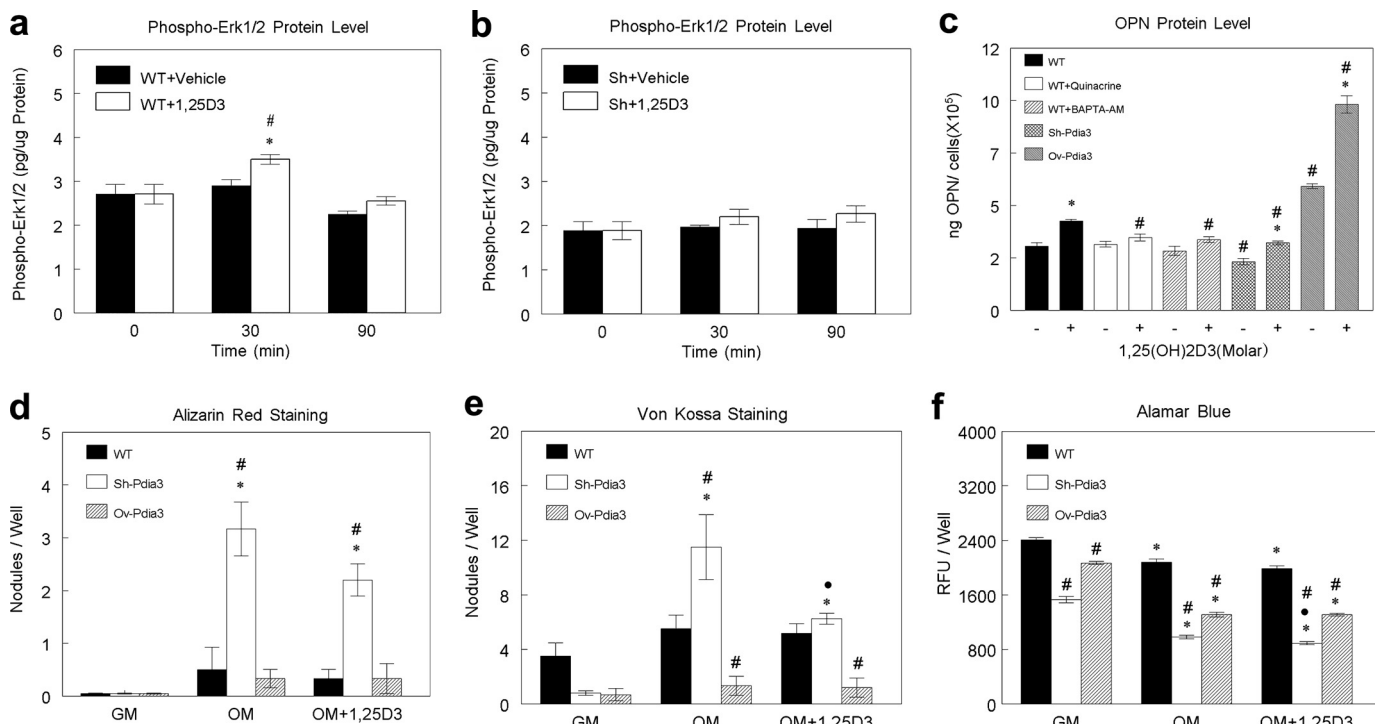 a
Phospho-Erk1/2 Protein Level
Phospho-Erk1/2 (pg/ug Protein)
6
5
4
3
2
1
0
WT+Vehicle
WT+1,25D3
#
*
0 30 90
Time (min)
b
Phospho-Erk1/2 Protein Level
Phospho-Erk1/2 (pg/ug Protein)
6
5
4
3
2
1
0
Sh+Vehicle
Sh+1,25D3
0 30 90
Time (min)
c
OPN Protein Level
ng OPN/ cells(X10⁵)
12
10
7
5
2
0
WT
WT+Quinacrine
WT+BAPTA-AM
Sh-Pdia3
Ov-Pdia3
* # # # # * # # *
- + - + - + - + - +
1,25(OH)2D3(Molar)
d
Alizarin Red Staining
Nodules / Well
5
4
3
2
1
0
WT
Sh-Pdia3
Ov-Pdia3
# #
* *
GM OM OM+1,25D3
e
Von Kossa Staining
Nodules / Well
20
16
12
8
4
0
WT
Sh-Pdia3
Ov-Pdia3
#
* # ● * #
GM OM OM+1,25D3
f
Alamar Blue
RFU / Well
4000
3200
2400
1600
800
0
WT
Sh-Pdia3
Ov-Pdia3
# # * # * # * * # ● * # *
GM OM OM+1,25D3